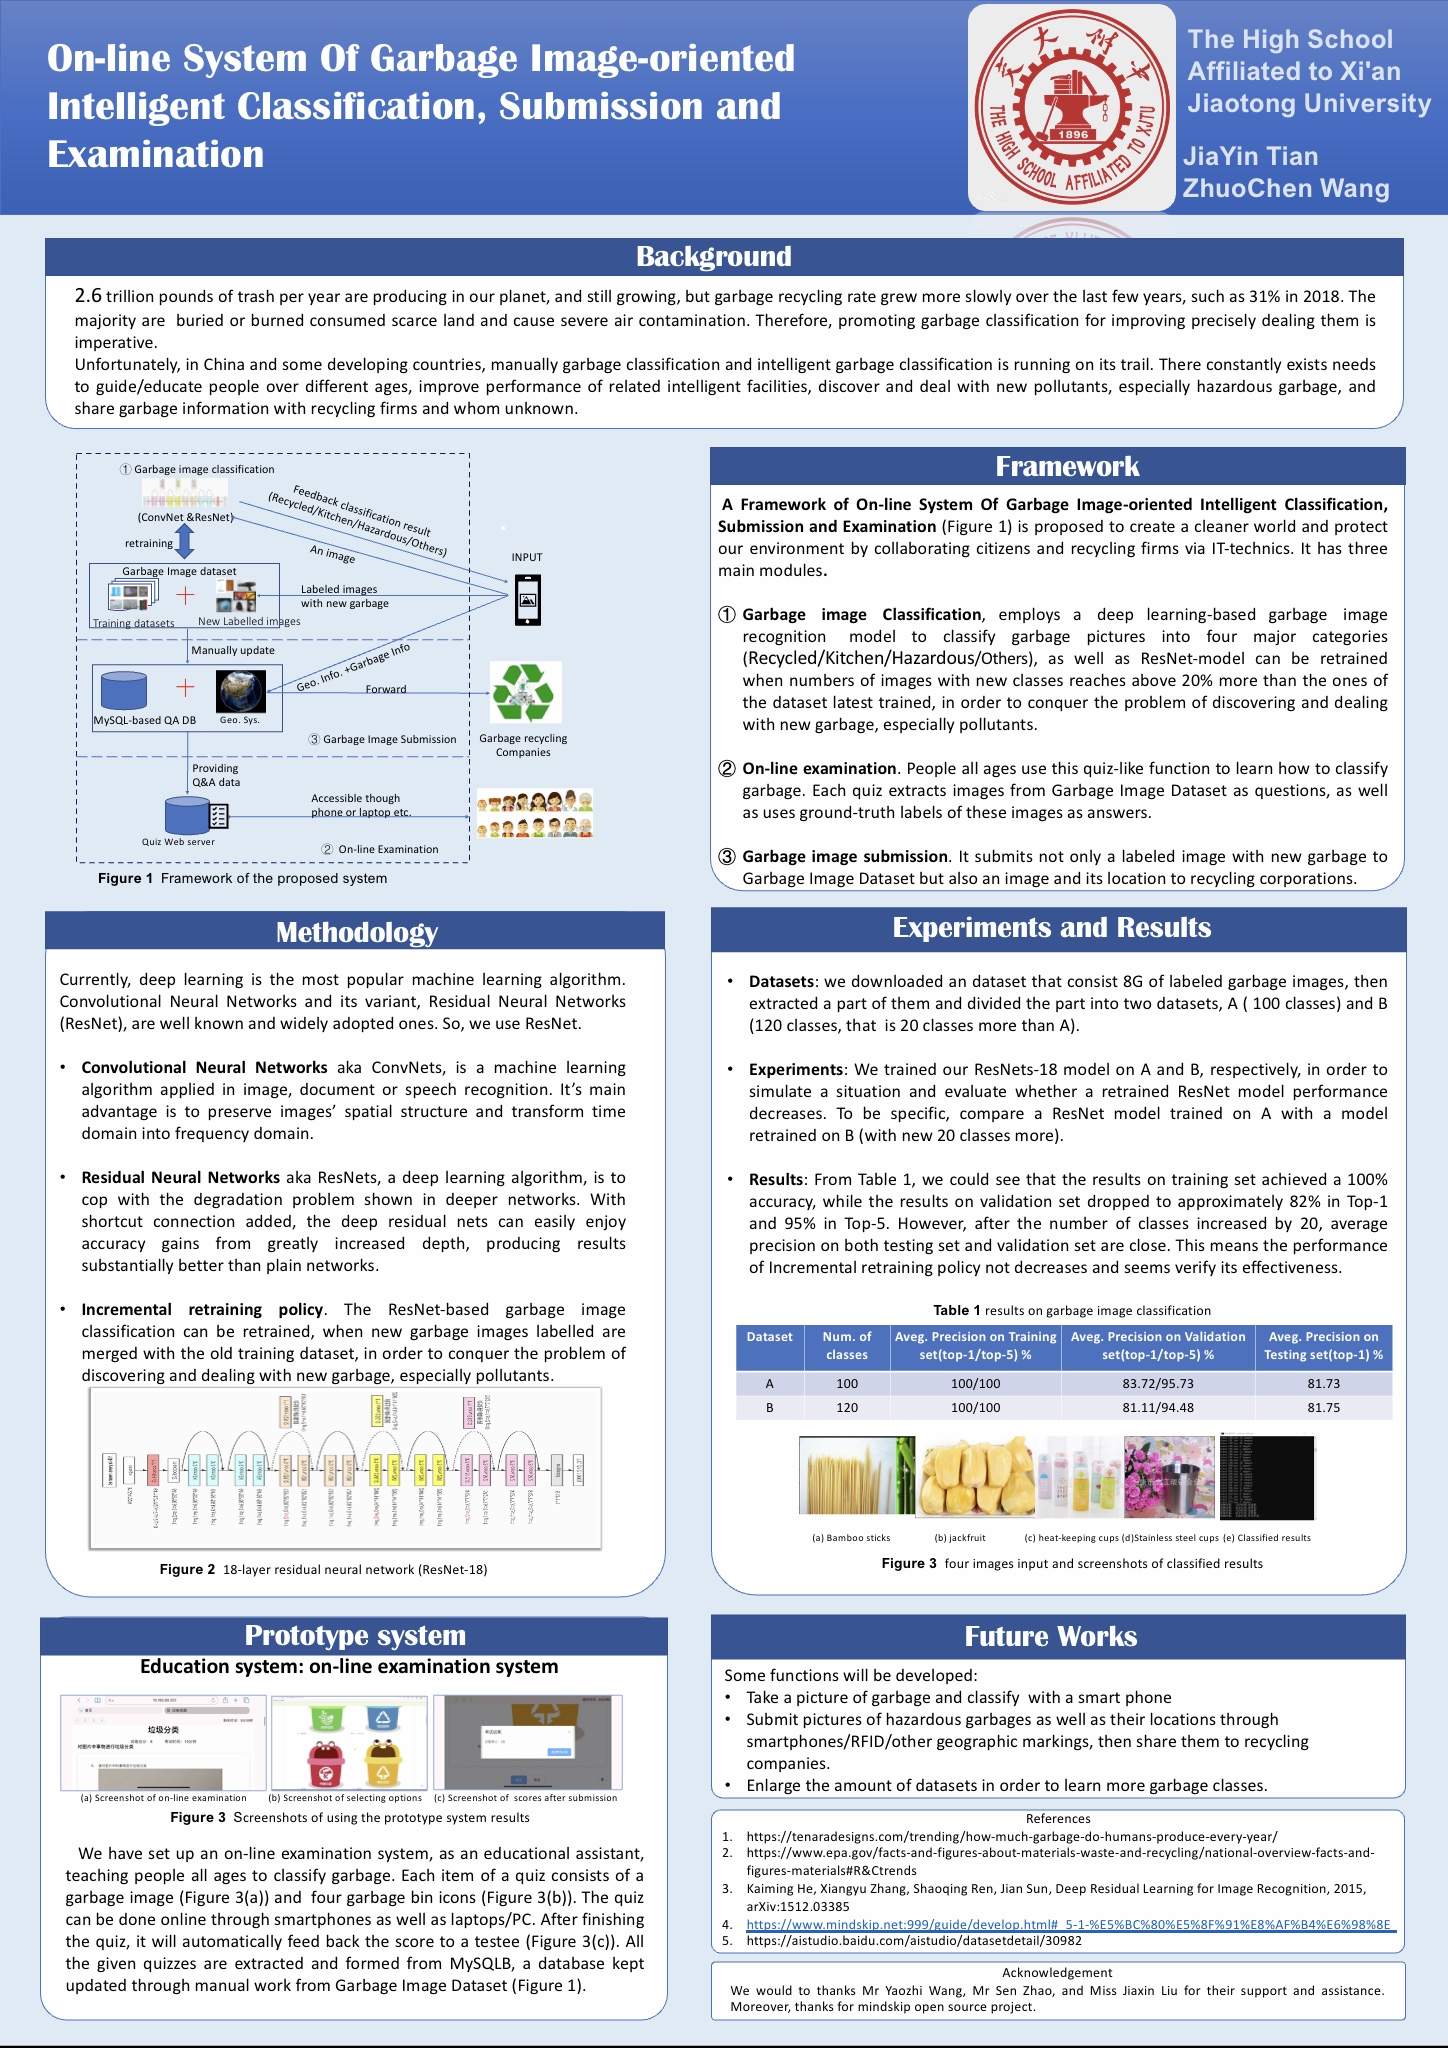 On-line System Of Garbage Image-oriented
Intelligent Classification, Submission and
Examination
大 附
交 中
1896
THE HIGH SCHOOL AFFILIATED TO XJTU
The High School
Affiliated to Xi'an
Jiaotong University
JiaYin Tian
ZhuoChen Wang
Background
2.6 trillion pounds of trash per year are producing in our planet, and still growing, but garbage recycling rate grew more slowly over the last few years, such as 31% in 2018. The
majority are buried or burned consumed scarce land and cause severe air contamination. Therefore, promoting garbage classification for improving precisely dealing them is
imperative.
Unfortunately, in China and some developing countries, manually garbage classification and intelligent garbage classification is running on its trail. There constantly exists needs
to guide/educate people over different ages, improve performance of related intelligent facilities, discover and deal with new pollutants, especially hazardous garbage, and
share garbage information with recycling firms and whom unknown.
① Garbage image classification
(ConvNet &ResNet)
retraining
Feedback classification result
(Recycled/Kitchen/Hazardous/Others)
An image
INPUT
Garbage Image dataset
Labeled images
with new garbage
Training datasets
New Labelled images
Manually update
Geo. Info. +Garbage Info
Forward
MySQL-based QA DB
Geo. Sys.
③ Garbage Image Submission
Garbage recycling
Companies
Providing
Q&A data
Accessible though
phone or laptop etc.
Quiz Web server
② On-line Examination
Figure 1 Framework of the proposed system
Framework
A Framework of On-line System Of Garbage Image-oriented Intelligent Classification,
Submission and Examination (Figure 1) is proposed to create a cleaner world and protect
our environment by collaborating citizens and recycling firms via IT-technics. It has three
main modules.
① Garbage image Classification, employs a deep learning-based garbage image
recognition model to classify garbage pictures into four major categories
(Recycled/Kitchen/Hazardous/Others), as well as ResNet-model can be retrained
when numbers of images with new classes reaches above 20% more than the ones of
the dataset latest trained, in order to conquer the problem of discovering and dealing
with new garbage, especially pollutants.
② On-line examination. People all ages use this quiz-like function to learn how to classify
garbage. Each quiz extracts images from Garbage Image Dataset as questions, as well
as uses ground-truth labels of these images as answers.
③ Garbage image submission. It submits not only a labeled image with new garbage to
Garbage Image Dataset but also an image and its location to recycling corporations.
Methodology
Currently, deep learning is the most popular machine learning algorithm.
Convolutional Neural Networks and its variant, Residual Neural Networks
(ResNet), are well known and widely adopted ones. So, we use ResNet.
• Convolutional Neural Networks aka ConvNets, is a machine learning
algorithm applied in image, document or speech recognition. It's main
advantage is to preserve images' spatial structure and transform time
domain into frequency domain.
• Residual Neural Networks aka ResNets, a deep learning algorithm, is to
cop with the degradation problem shown in deeper networks. With
shortcut connection added, the deep residual nets can easily enjoy
accuracy gains from greatly increased depth, producing results
substantially better than plain networks.
• Incremental retraining policy. The ResNet-based garbage image
classification can be retrained, when new garbage images labelled are
merged with the old training dataset, in order to conquer the problem of
discovering and dealing with new garbage, especially pollutants.
Figure 2 18-layer residual neural network (ResNet-18)
Experiments and Results
• Datasets: we downloaded an dataset that consist 8G of labeled garbage images, then
extracted a part of them and divided the part into two datasets, A ( 100 classes) and B
(120 classes, that is 20 classes more than A).
• Experiments: We trained our ResNets-18 model on A and B, respectively, in order to
simulate a situation and evaluate whether a retrained ResNet model performance
decreases. To be specific, compare a ResNet model trained on A with a model
retrained on B (with new 20 classes more).
• Results: From Table 1, we could see that the results on training set achieved a 100%
accuracy, while the results on validation set dropped to approximately 82% in Top-1
and 95% in Top-5. However, after the number of classes increased by 20, average
precision on both testing set and validation set are close. This means the performance
of Incremental retraining policy not decreases and seems verify its effectiveness.
Table 1 results on garbage image classification
Dataset Num. of classes Aveg. Precision on Training set(top-1/top-5) % Aveg. Precision on Validation set(top-1/top-5) % Aveg. Precision on Testing set(top-1) %
A 100 100/100 83.72/95.73 81.73
B 120 100/100 81.11/94.48 81.75
(a) Bamboo sticks (b) jackfruit (c) heat-keeping cups (d)Stainless steel cups (e) Classified results
Figure 3 four images input and screenshots of classified results
Prototype system
Education system: on-line examination system
垃圾分类
(a) Screenshot of on-line examination (b) Screenshot of selecting options (c) Screenshot of scores after submission
Figure 3 Screenshots of using the prototype system results
We have set up an on-line examination system, as an educational assistant,
teaching people all ages to classify garbage. Each item of a quiz consists of a
garbage image (Figure 3(a)) and four garbage bin icons (Figure 3(b)). The quiz
can be done online through smartphones as well as laptops/PC. After finishing
the quiz, it will automatically feed back the score to a testee (Figure 3(c)). All
the given quizzes are extracted and formed from MySQLB, a database kept
updated through manual work from Garbage Image Dataset (Figure 1).
Future Works
Some functions will be developed:
• Take a picture of garbage and classify with a smart phone
• Submit pictures of hazardous garbages as well as their locations through
smartphones/RFID/other geographic markings, then share them to recycling
companies.
• Enlarge the amount of datasets in order to learn more garbage classes.
References
1. https://tenaradesigns.com/trending/how-much-garbage-do-humans-produce-every-year/
2. https://www.epa.gov/facts-and-figures-about-materials-waste-and-recycling/national-overview-facts-and-
figures-materials#R&Ctrends
3. Kaiming He, Xiangyu Zhang, Shaoqing Ren, Jian Sun, Deep Residual Learning for Image Recognition, 2015,
arXiv:1512.03385
4. https://www.mindskip.net:999/guide/develop.html#_5-1-%E5%BC%80%E5%8F%91%E8%AF%B4%E6%98%8E
5. https://aistudio.baidu.com/aistudio/datasetdetail/30982
Acknowledgement
We would to thanks Mr Yaozhi Wang, Mr Sen Zhao, and Miss Jiaxin Liu for their support and assistance.
Moreover, thanks for mindskip open source project.